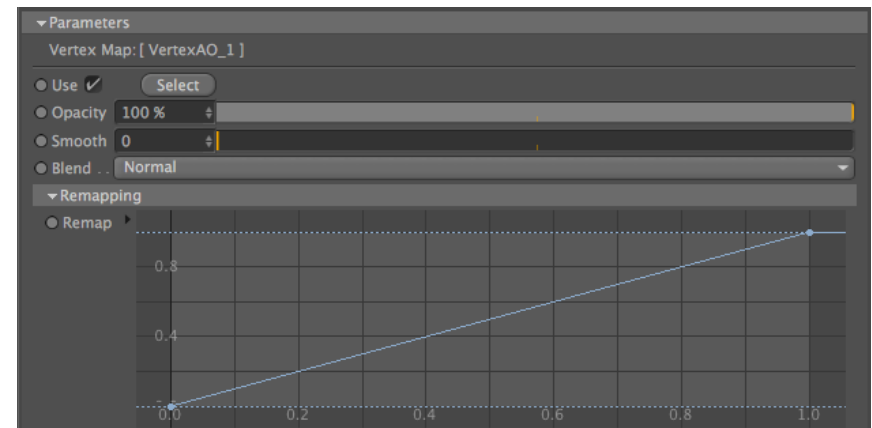 Parameters
Vertex Map: [ VertexAO_1 ]
Use Select
Opacity 100 %
Smooth 0
Blend . . Normal
Remapping
Remap
0.8
0.4
0.0 0.2 0.4 0.6 0.8 1.0